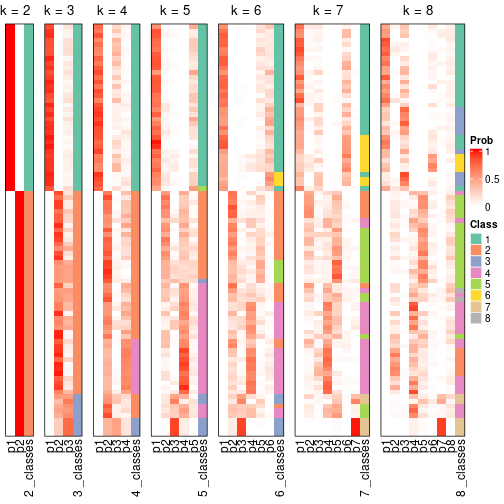 k = 2 k = 3 k = 4 k = 5 k = 6 k = 7 k = 8
Prob
1
0.5
0
Class
1
2
3
4
5
6
7
8
p1 p2 2_classes p1 p2 p3 3_classes p1 p2 p3 p4 4_classes p1 p2 p3 p4 p5 5_classes p1 p2 p3 p4 p5 p6 6_classes p1 p2 p3 p4 p5 p6 p7 7_classes p1 p2 p3 p4 p5 p6 p7 p8 8_classes